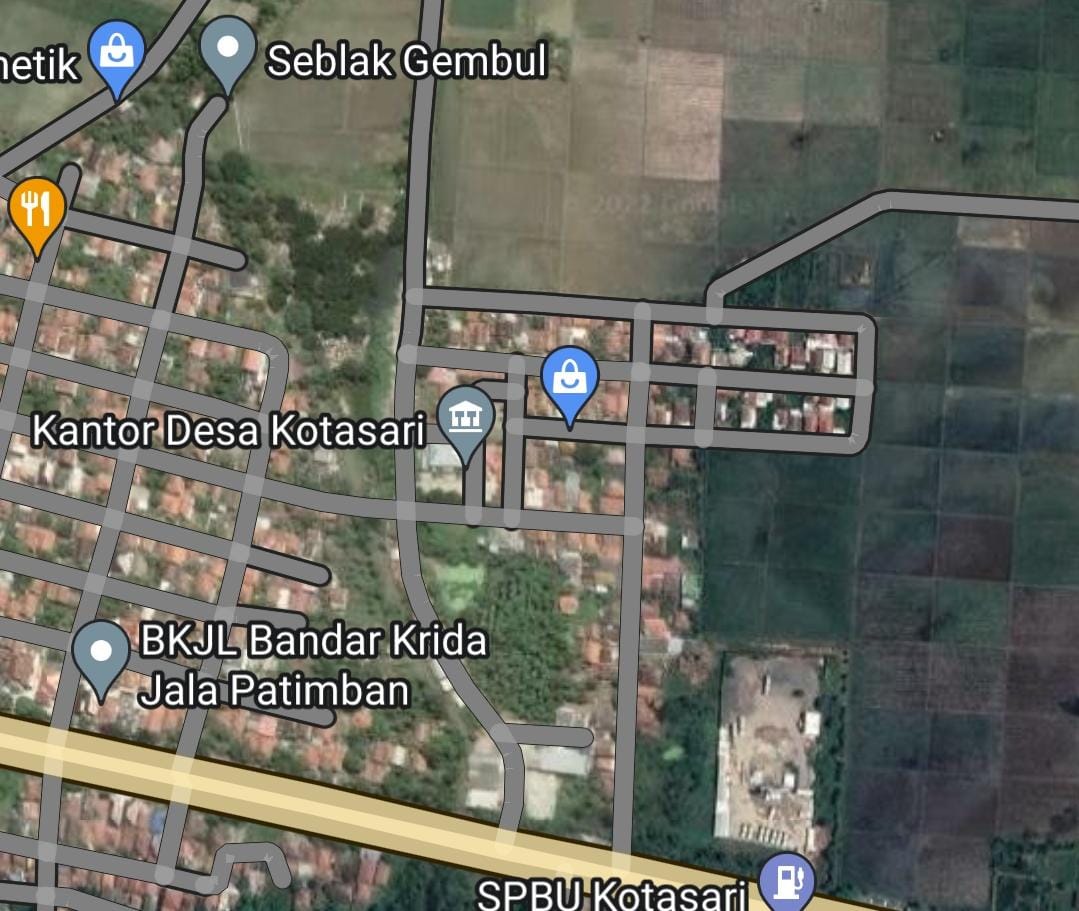 Seblak Gembul
Kantor Desa Kotasari
BKJL Bandar Krida
Jala Patimban
SPBU Kotasari